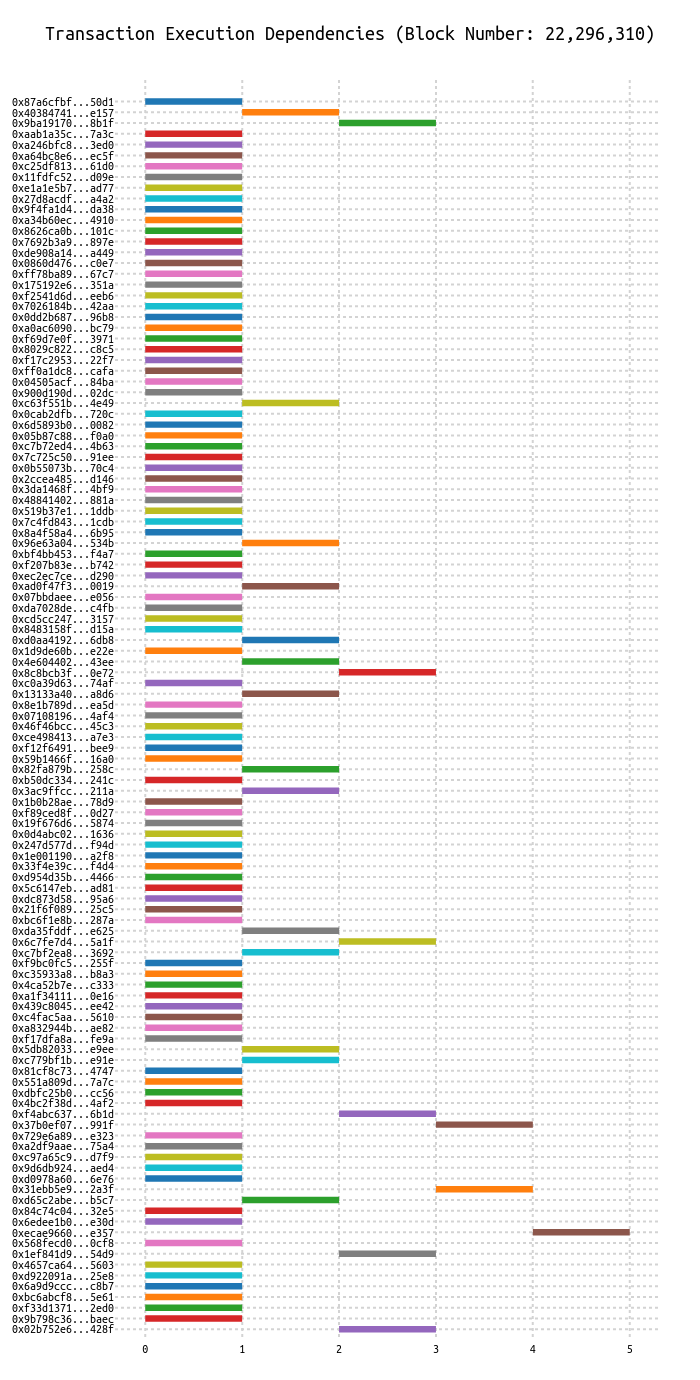 Transaction Execution Dependencies (Block Number: 22,296,310)
0x87a6cfbf...50d1
0x40384741...e157
0x9ba19170...8b1f
0xaab1a35c...7a3c
0xa246bfc8...3ed0
0xa64bc8e6...ec5f
0xc25df813...61d0
0x11fdfc52...d09e
0xe1a1e5b7...ad77
0x27d8acdf...a4a2
0x9f4fa1d4...da38
0xa34b60ec...4910
0x8626ca0b...101c
0x7692b3a9...897e
0xde908a14...a449
0x0860d476...c0e7
0xff78ba89...67c7
0x175192e6...351a
0xf2541d6d...eeb6
0x7026184b...42aa
0x0dd2b687...96b8
0xa0ac6090...bc79
0xf69d7e0f...3971
0x8029c822...c8c5
0xf17c2953...22f7
0xff0a1dc8...cafa
0x04505acf...84ba
0x900d190d...02dc
0xc63f551b...4e49
0x0cab2dfb...720c
0x6d5893b0...0082
0x05b87c88...f0a0
0xc7b72ed4...4b63
0x7c725c50...91ee
0x0b55073b...70c4
0x2ccea485...d146
0x3da1468f...4bf9
0x48841402...881a
0x519b37e1...1ddb
0x7c4fd843...1cdb
0x8a4f58a4...6b95
0x96e63a04...534b
0xbf4bb453...f4a7
0xf207b83e...b742
0xec2ec7ce...d290
0xad0f47f3...0019
0x07bbdaee...e056
0xda7028de...c4fb
0xcd5cc247...3157
0x8483158f...d15a
0xd0aa4192...6db8
0x1d9de60b...e22e
0x4e604402...43ee
0x8c8bcb3f...0e72
0xc0a39d63...74af
0x13133a40...a8d6
0x8e1b789d...ea5d
0x07108196...4af4
0x46f46bcc...45c3
0xce498413...a7e3
0xf12f6491...bee9
0x59b1466f...16a0
0x82fa879b...258c
0xb50dc334...241c
0x3ac9ffcc...211a
0x1b0b28ae...78d9
0xf89ced8f...0d27
0x19f676d6...5874
0x0d4abc02...1636
0x247d577d...f94d
0x1e001190...a2f8
0x33f4e39c...f4d4
0xd954d35b...4466
0x5c6147eb...ad81
0xdc873d58...95a6
0x21f6f089...25c5
0xbc6f1e8b...287a
0xda35fddf...e625
0x6c7fe7d4...5a1f
0xc7bf2ea8...3692
0xf9bc0fc5...255f
0xc35933a8...b8a3
0x4ca52b7e...c333
0xa1f34111...0e16
0x439c8045...ee42
0xc4fac5aa...5610
0xa832944b...ae82
0xf17dfa8a...fe9a
0x5db82033...e9ee
0xc779bf1b...e91e
0x81cf8c73...4747
0x551a809d...7a7c
0xdbfc25b0...cc56
0x4bc2f38d...4af2
0xf4abc637...6b1d
0x37b0ef07...991f
0x729e6a89...e323
0xa2df9aae...75a4
0xc97a65c9...d7f9
0x9d6db924...aed4
0xd0978a60...6e76
0x31ebb5e9...2a3f
0xd65c2abe...b5c7
0x84c74c04...32e5
0x6edee1b0...e30d
0xecae9660...e357
0x568fecd0...0cf8
0x1ef841d9...54d9
0x4657ca64...5603
0xd922091a...25e8
0x6a9d9ccc...c8b7
0xbc6abcf8...5e61
0xf33d1371...2ed0
0x9b798c36...baec
0x02b752e6...428f
0 1 2 3 4 5